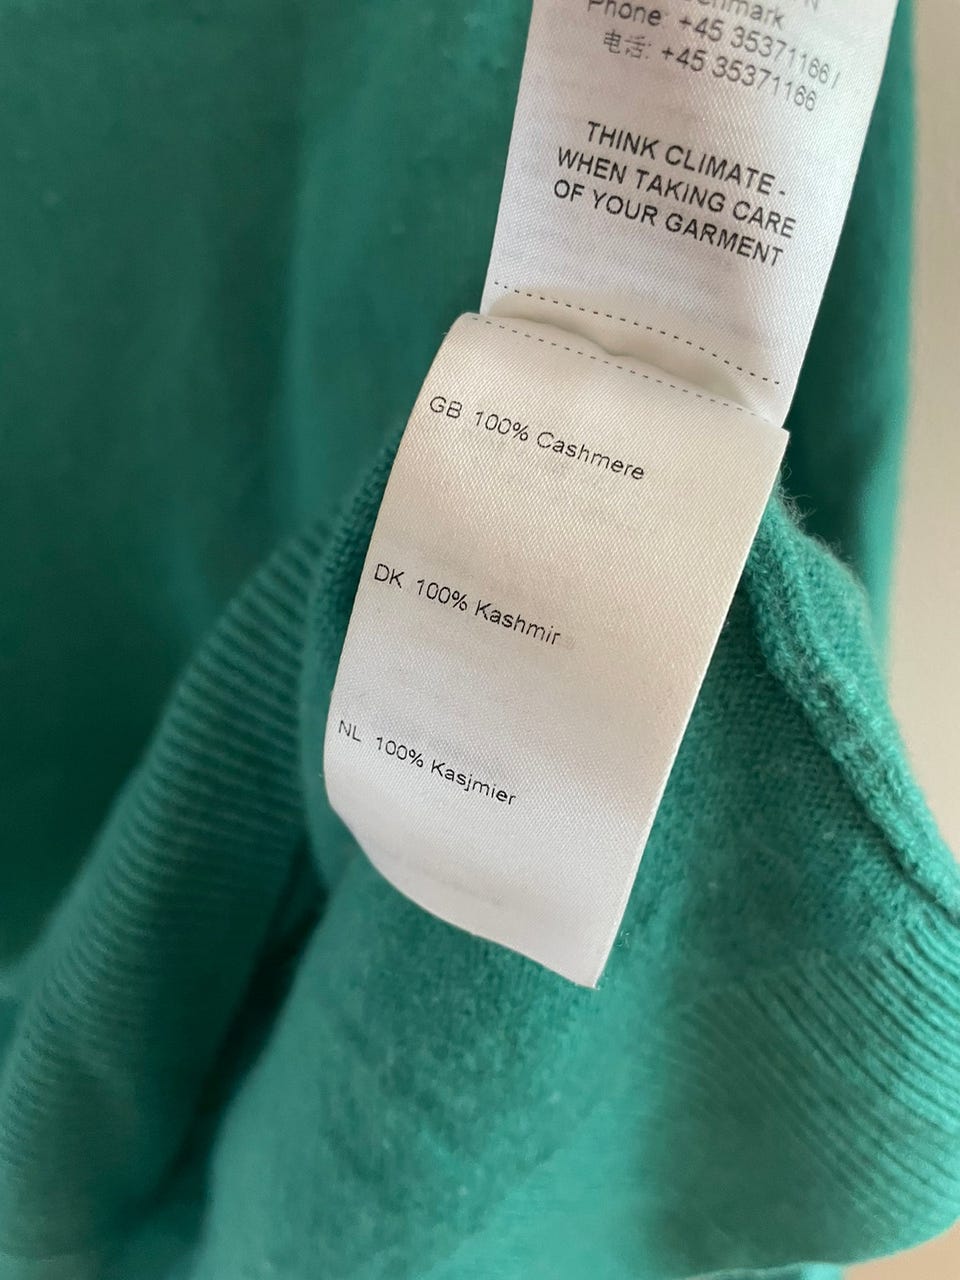 Denmark
Phone: +45 35371166 /
电话: +45 35371166
THINK CLIMATE -
WHEN TAKING CARE
OF YOUR GARMENT
GB 100% Cashmere
DK 100% Kashmir
NL 100% Kasjmier